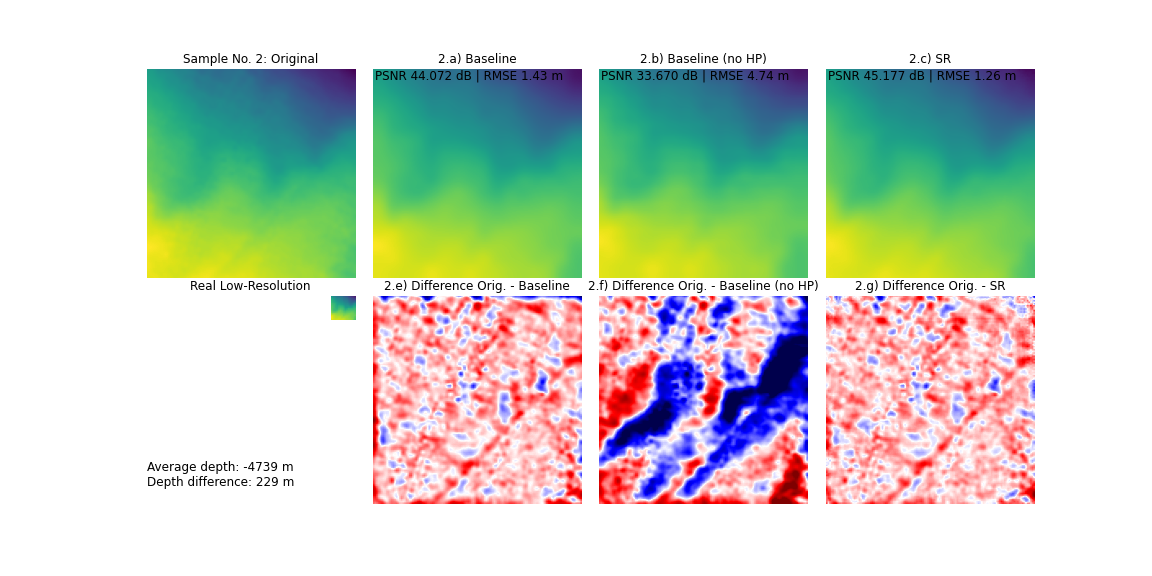 Sample No. 2: Original
2.a) Baseline
2.b) Baseline (no HP)
2.c) SR
PSNR 44.072 dB | RMSE 1.43 m
PSNR 33.670 dB | RMSE 4.74 m
PSNR 45.177 dB | RMSE 1.26 m
Real Low-Resolution
2.e) Difference Orig. - Baseline
2.f) Difference Orig. - Baseline (no HP)
2.g) Difference Orig. - SR
Average depth: -4739 m
Depth difference: 229 m